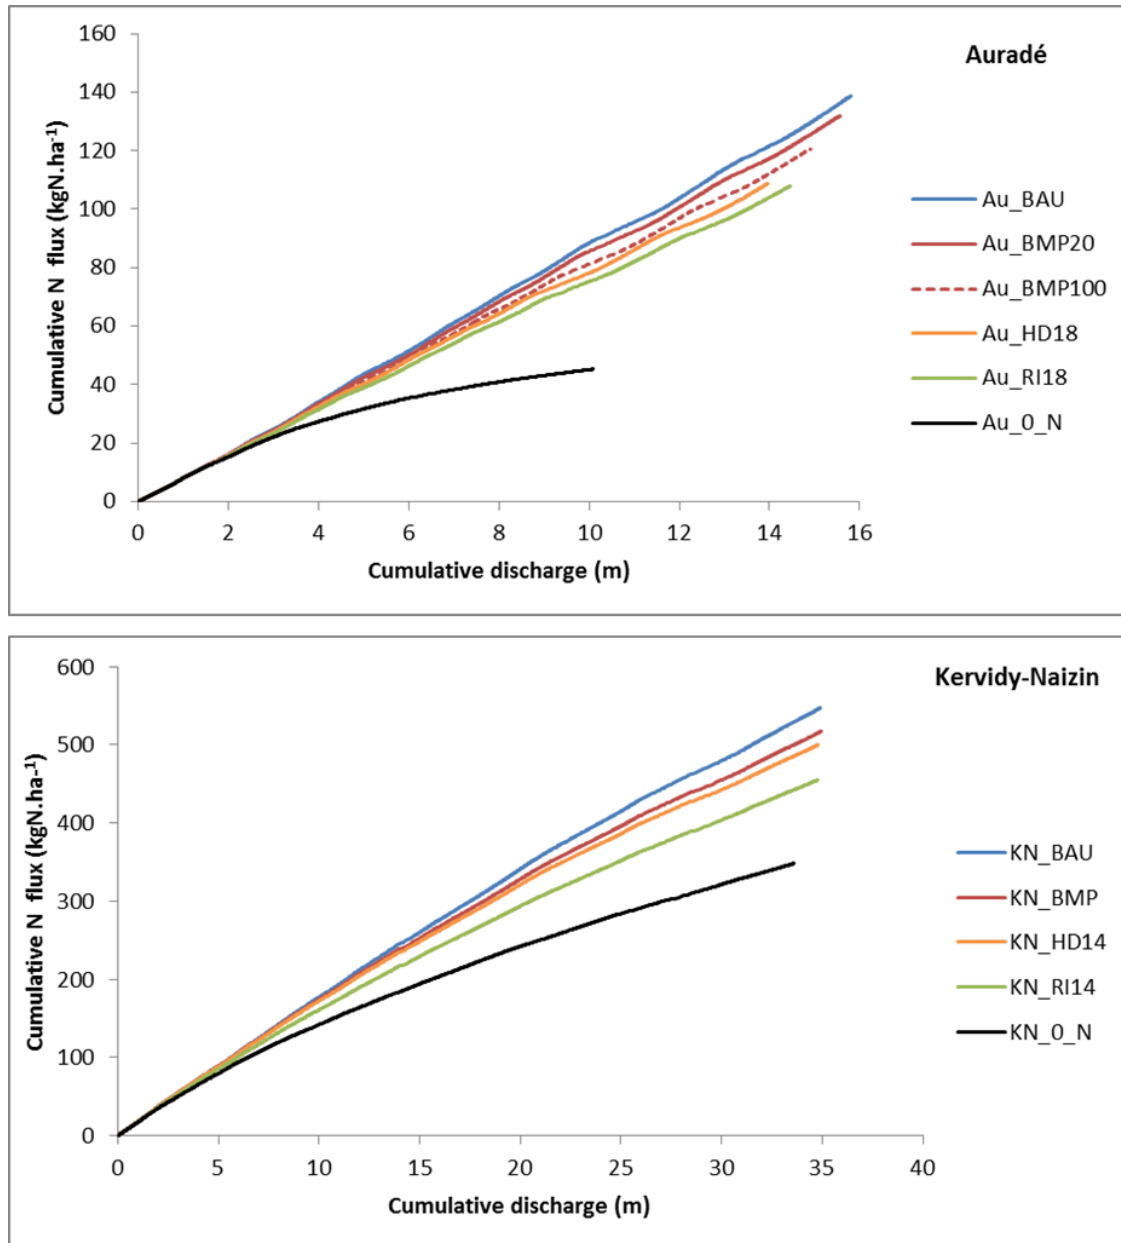 Auradé
Cumulative N flux (kgN.ha-1)
160
140
120
100
80
60
40
20
0
0 2 4 6 8 10 12 14 16
Cumulative discharge (m)
Au_BAU
Au_BMP20
Au_BMP100
Au_HD18
Au_RI18
Au_0_N
Kervidy-Naizin
Cumulative N flux (kgN.ha-1)
600
500
400
300
200
100
0
0 5 10 15 20 25 30 35 40
Cumulative discharge (m)
KN_BAU
KN_BMP
KN_HD14
KN_RI14
KN_0_N